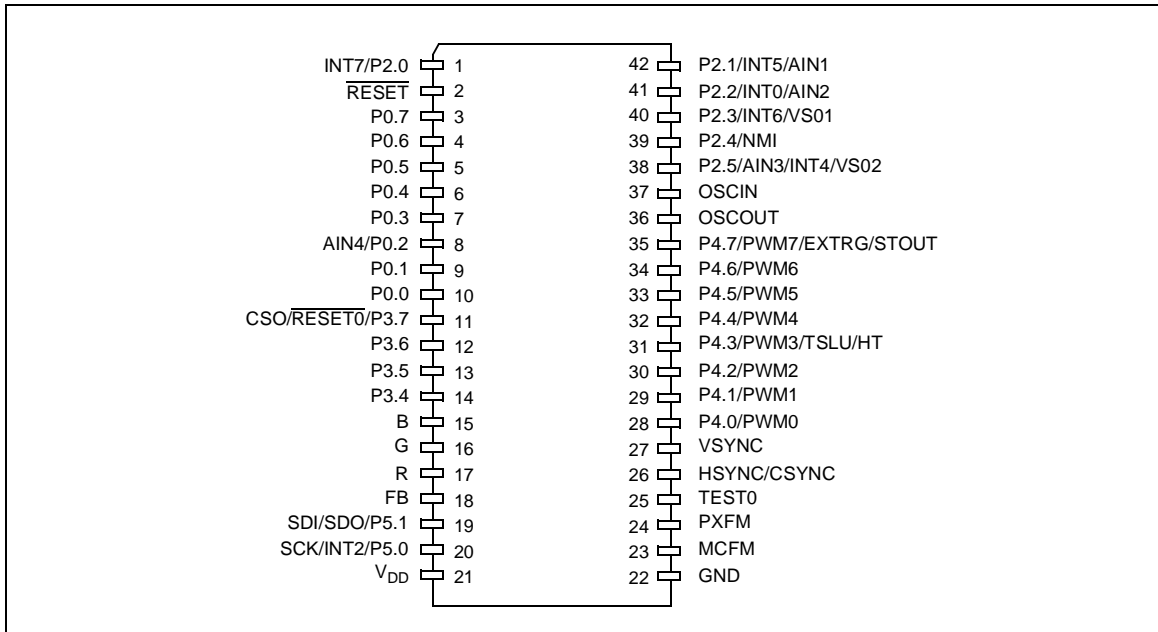 INT7/P2.0 1 42 P2.1/INT5/AIN1
RESET 2 41 P2.2/INT0/AIN2
P0.7 3 40 P2.3/INT6/VS01
P0.6 4 39 P2.4/NMI
P0.5 5 38 P2.5/AIN3/INT4/VS02
P0.4 6 37 OSCIN
P0.3 7 36 OSCOUT
AIN4/P0.2 8 35 P4.7/PWM7/EXTRG/STOUT
P0.1 9 34 P4.6/PWM6
P0.0 10 33 P4.5/PWM5
CSO/RESET0/P3.7 11 32 P4.4/PWM4
P3.6 12 31 P4.3/PWM3/TSLU/HT
P3.5 13 30 P4.2/PWM2
P3.4 14 29 P4.1/PWM1
B 15 28 P4.0/PWM0
G 16 27 VSYNC
R 17 26 HSYNC/CSYNC
FB 18 25 TEST0
SDI/SDO/P5.1 19 24 PXFM
SCK/INT2/P5.0 20 23 MCFM
VDD 21 22 GND